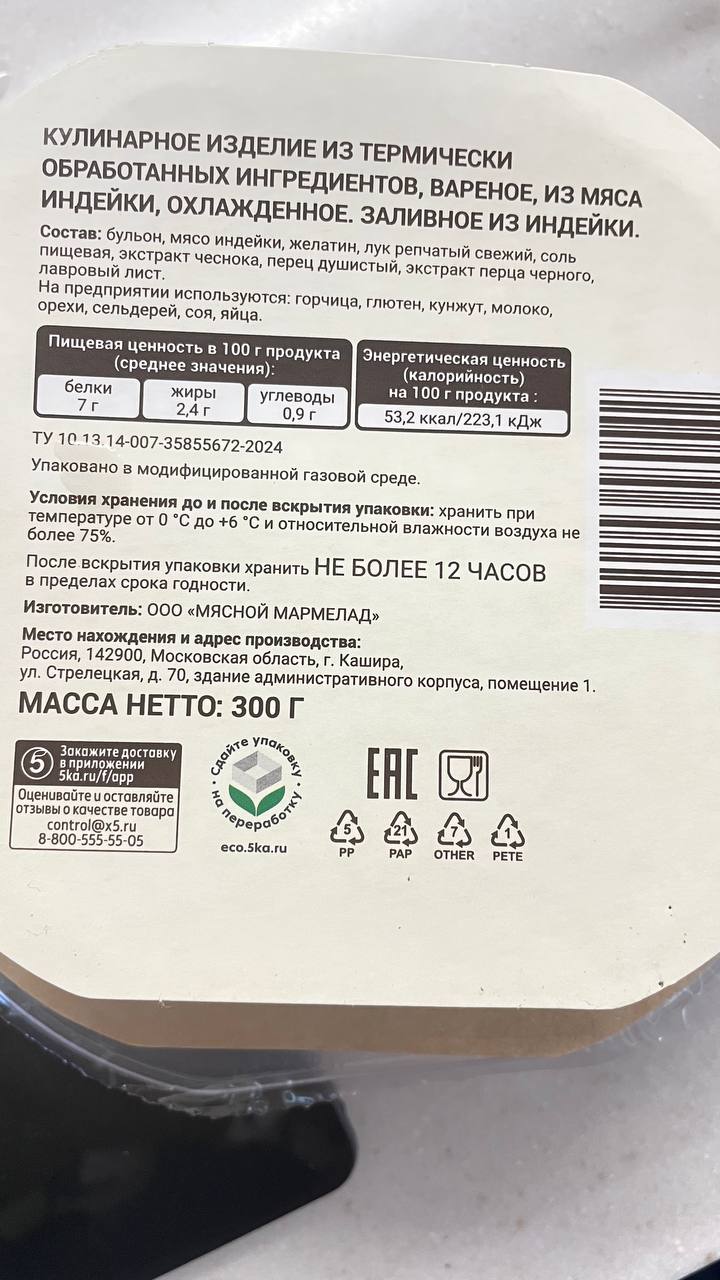 КУЛИНАРНОЕ ИЗДЕЛИЕ ИЗ ТЕРМИЧЕСКИ
ОБРАБОТАННЫХ ИНГРЕДИЕНТОВ, ВАРЕНОЕ, ИЗ МЯСА
ИНДЕЙКИ, ОХЛАЖДЕННОЕ. ЗАЛИВНОЕ ИЗ ИНДЕЙКИ.
Состав: бульон, мясо индейки, желатин, лук репчатый свежий, соль
пищевая, экстракт чеснока, перец душистый, экстракт перца черного,
лавровый лист.
На предприятии используются: горчица, глютен, кунжут, молоко,
орехи, сельдерей, соя, яйца.
Пищевая ценность в 100 г продукта
(среднее значения):
белки
7 г
жиры
2,4 г
углеводы
0,9 г
Энергетическая ценность
(калорийность)
на 100 г продукта :
53,2 ккал/223,1 кДж
ТУ 10.13.14-007-35855672-2024
Упаковано в модифицированной газовой среде.
Условия хранения до и после вскрытия упаковки: хранить при
температуре от 0 °С до +6 °С и относительной влажности воздуха не
более 75%.
После вскрытия упаковки хранить НЕ БОЛЕЕ 12 ЧАСОВ
в пределах срока годности.
Изготовитель: ООО «МЯСНОЙ МАРМЕЛАД»
Место нахождения и адрес производства:
Россия, 142900, Московская область, г. Кашира,
ул. Стрелецкая, д. 70, здание административного корпуса, помещение 1.
МАССА НЕТТО: 300 Г
5
Закажите доставку
в приложении
5ka.ru/f/app
Оценивайте и оставляйте
отзывы о качестве товара
control@x5.ru
8-800-555-55-05
Сдайте упаковку
на переработку
eco.5ka.ru
EAC
5
PP
21
PAP
7
OTHER
1
PETE